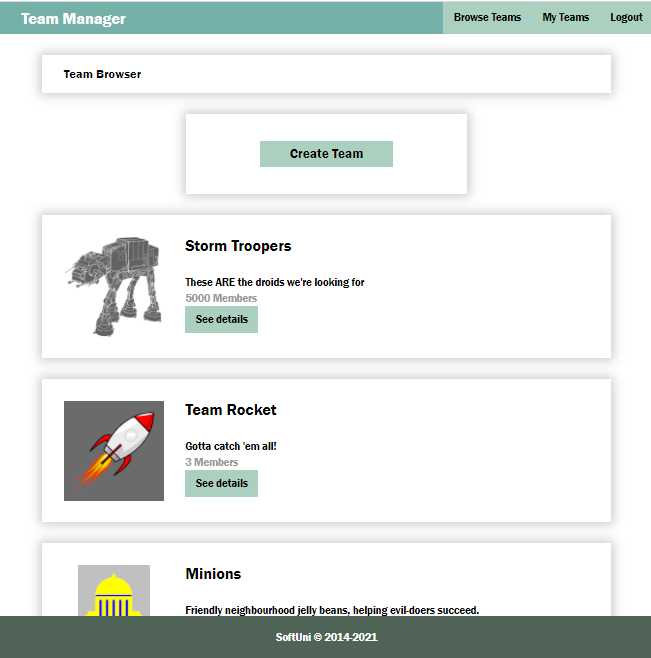 Team Manager
Browse Teams
My Teams
Logout
Team Browser
Create Team
Storm Troopers
These ARE the droids we're looking for
5000 Members
See details
Team Rocket
Gotta catch 'em all!
3 Members
See details
Minions
Friendly neighbourhood jelly beans, helping evil-doers succeed.
SoftUni © 2014-2021